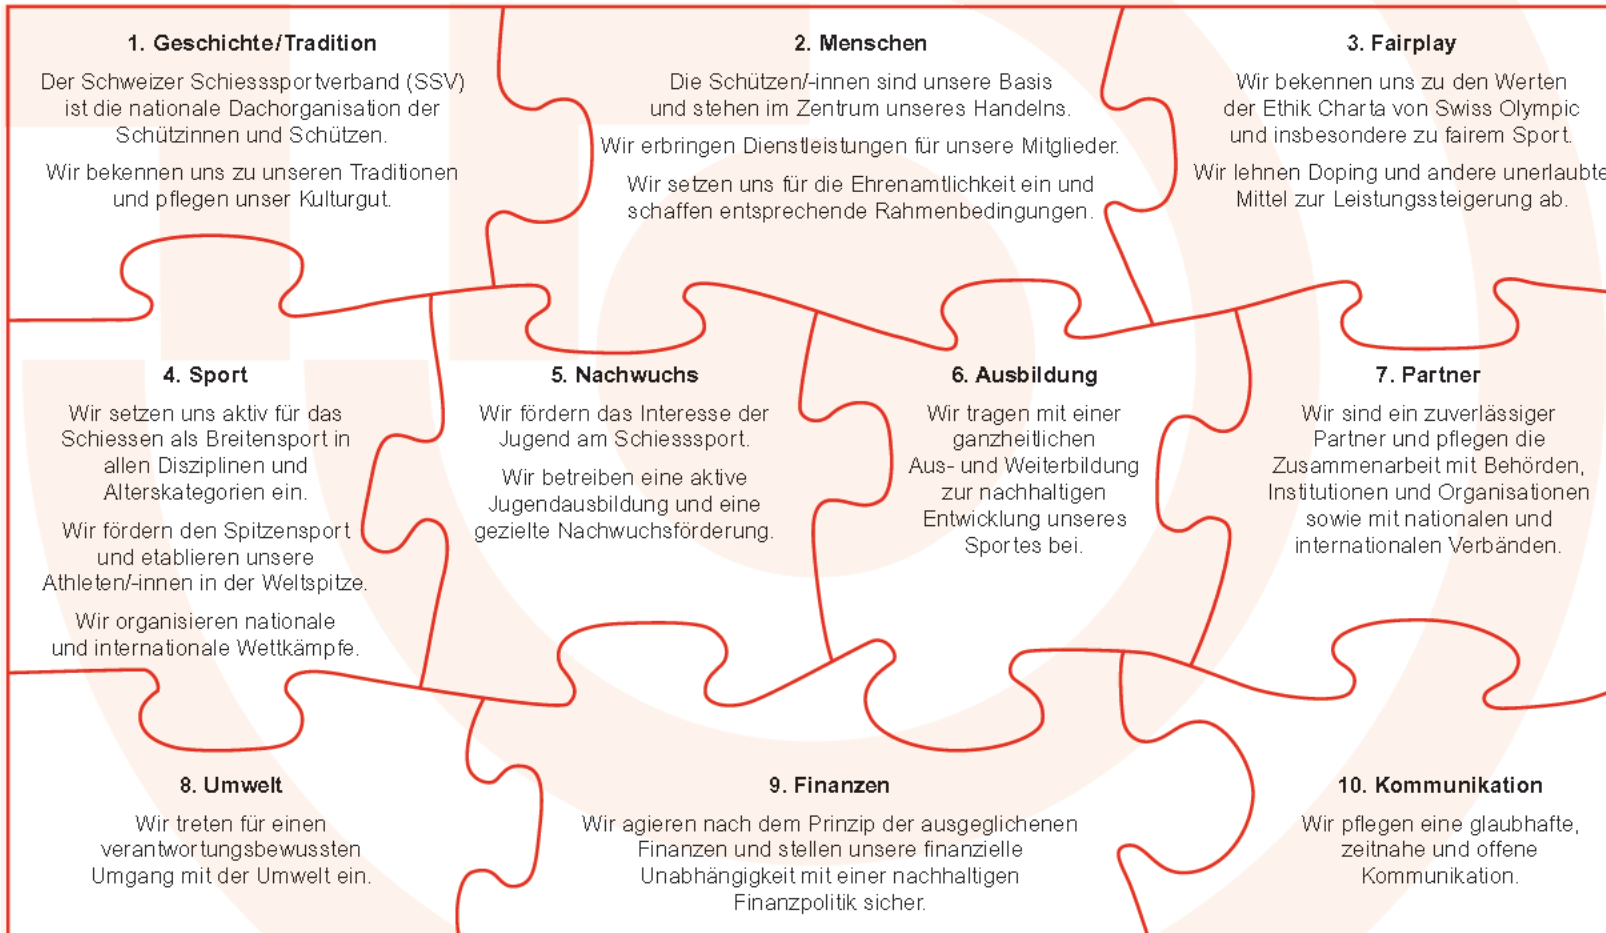 1. Geschichte/Tradition
Der Schweizer Schiesssportverband (SSV)
ist die nationale Dachorganisation der
Schützinnen und Schützen.
Wir bekennen uns zu unseren Traditionen
und pflegen unser Kulturgut.
2. Menschen
Die Schützen/-innen sind unsere Basis
und stehen im Zentrum unseres Handelns.
Wir erbringen Dienstleistungen für unsere Mitglieder.
Wir setzen uns für die Ehrenamtlichkeit ein und
schaffen entsprechende Rahmenbedingungen.
3. Fairplay
Wir bekennen uns zu den Werten
der Ethik Charta von Swiss Olympic
und insbesondere zu fairem Sport.
Wir lehnen Doping und andere unerlaubte
Mittel zur Leistungssteigerung ab.
4. Sport
Wir setzen uns aktiv für das
Schiessen als Breitensport in
allen Disziplinen und
Alterskategorien ein.
Wir fördern den Spitzensport
und etablieren unsere
Athleten/-innen in der Weltspitze.
Wir organisieren nationale
und internationale Wettkämpfe.
5. Nachwuchs
Wir fördern das Interesse der
Jugend am Schiesssport.
Wir betreiben eine aktive
Jugendausbildung und eine
gezielte Nachwuchsförderung.
6. Ausbildung
Wir tragen mit einer
ganzheitlichen
Aus- und Weiterbildung
zur nachhaltigen
Entwicklung unseres
Sportes bei.
7. Partner
Wir sind ein zuverlässiger
Partner und pflegen die
Zusammenarbeit mit Behörden,
Institutionen und Organisationen
sowie mit nationalen und
internationalen Verbänden.
8. Umwelt
Wir treten für einen
verantwortungsbewussten
Umgang mit der Umwelt ein.
9. Finanzen
Wir agieren nach dem Prinzip der ausgeglichenen
Finanzen und stellen unsere finanzielle
Unabhängigkeit mit einer nachhaltigen
Finanzpolitik sicher.
10. Kommunikation
Wir pflegen eine glaubhafte,
zeitnahe und offene
Kommunikation.